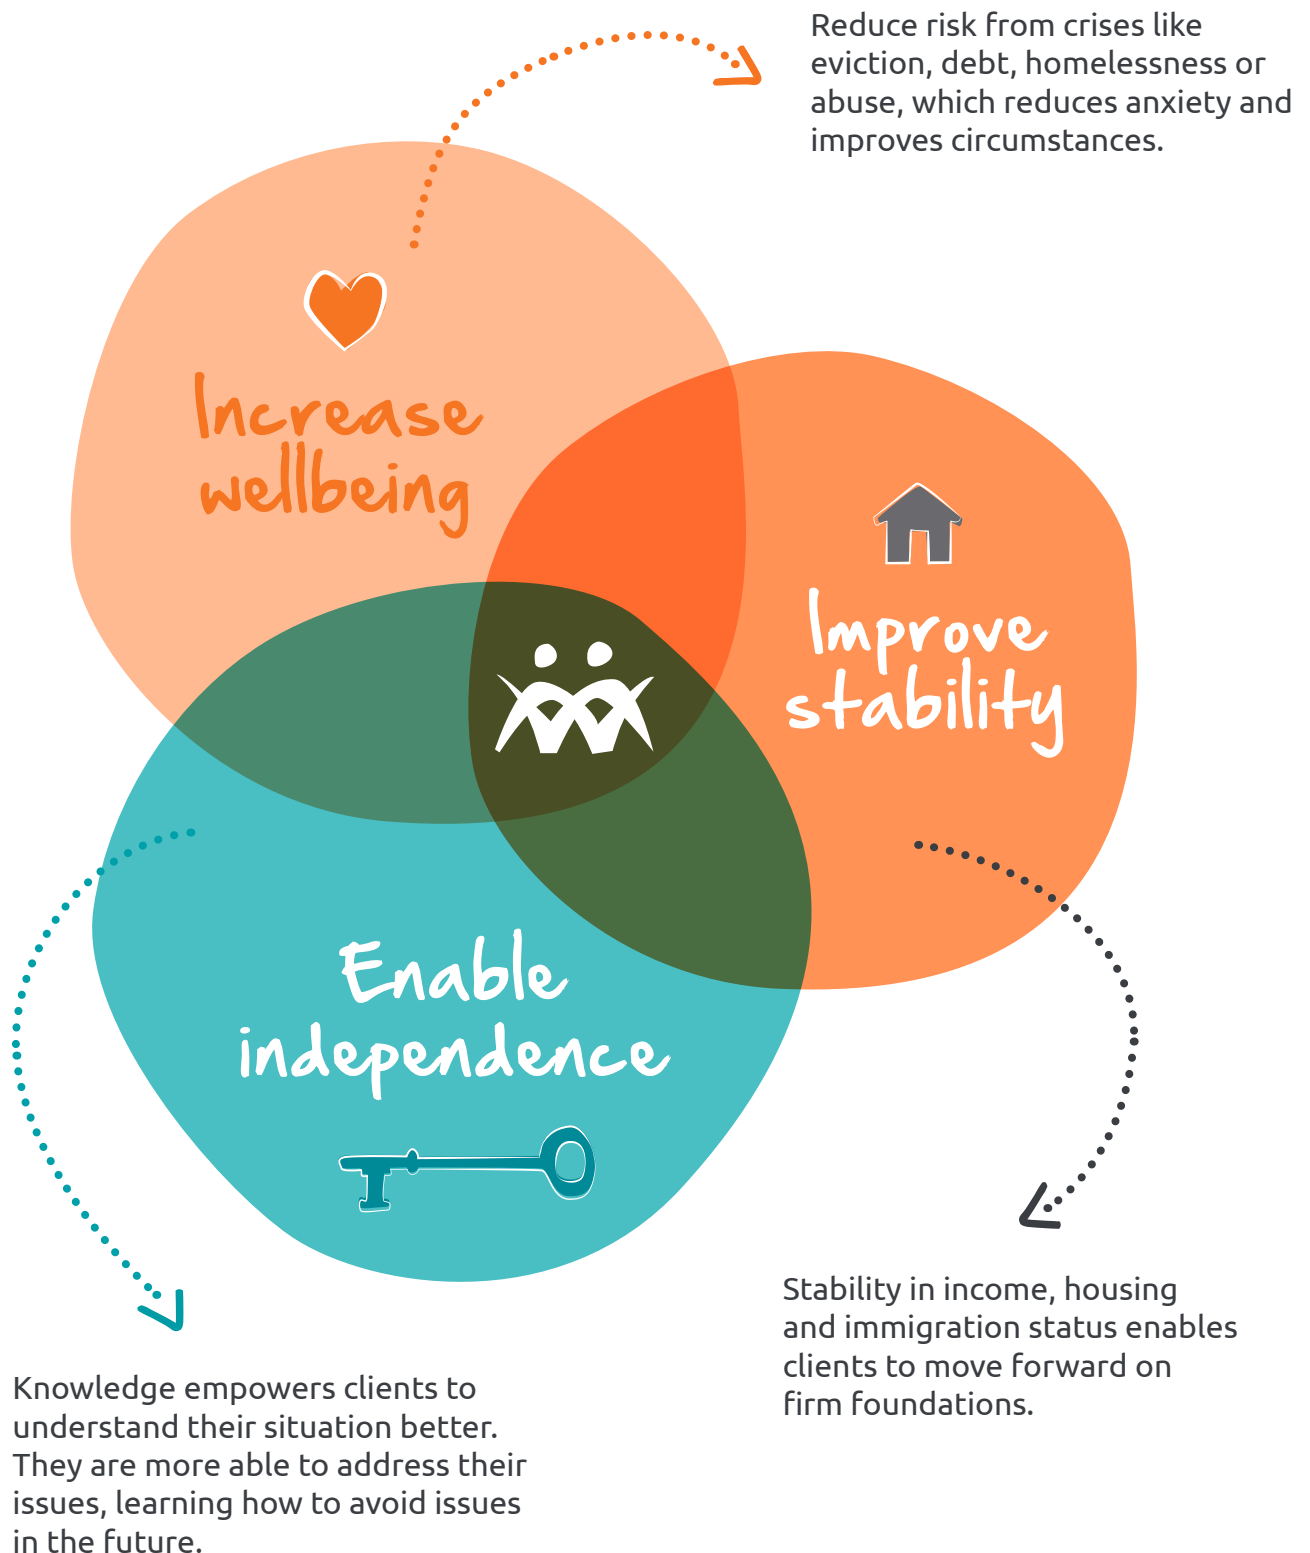 Reduce risk from crises like
eviction, debt, homelessness or
abuse, which reduces anxiety and
improves circumstances.
Increase
wellbeing
Improve
stability
Enable
independence
Stability in income, housing
and immigration status enables
clients to move forward on
firm foundations.
Knowledge empowers clients to
understand their situation better.
They are more able to address their
issues, learning how to avoid issues
in the future.